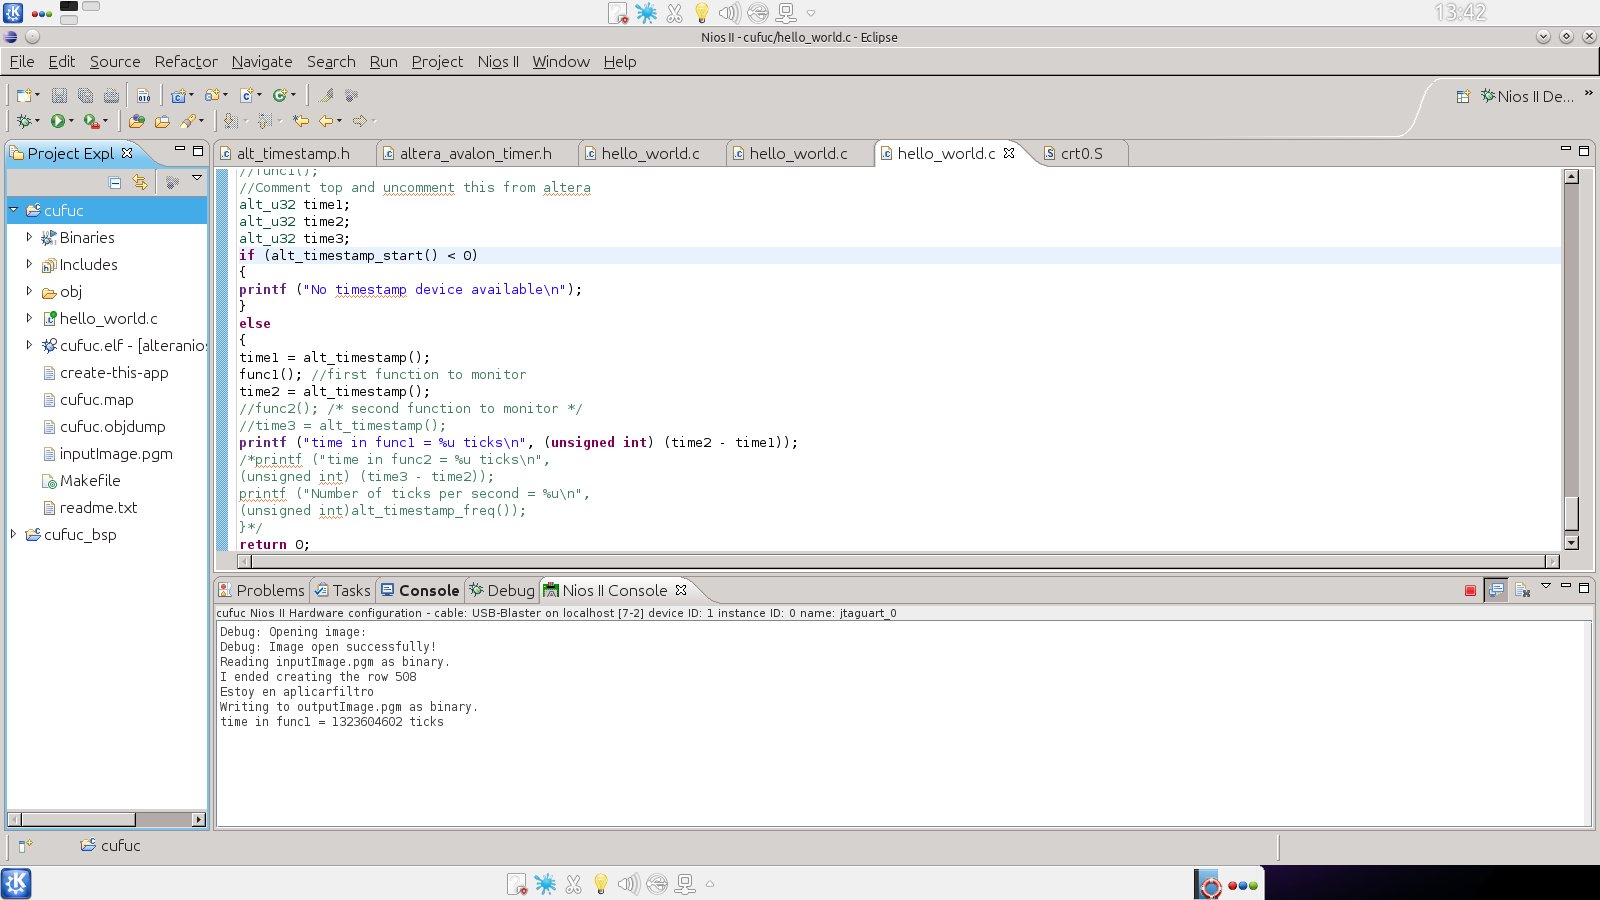 13:42
Nios II - cufuc/hello_world.c - Eclipse
File Edit Source Refactor Navigate Search Run Project Nios II Window Help
Nios II De... »
Project Expl
alt_timestamp.h altera_avalon_timer.h hello_world.c hello_world.c hello_world.c crt0.S
cufuc
Binaries
Includes
obj
hello_world.c
cufuc.elf - [alteranio
create-this-app
cufuc.map
cufuc.objdump
inputImage.pgm
Makefile
readme.txt
cufuc_bsp
//func1();
//Comment top and uncomment this from altera
alt_u32 time1;
alt_u32 time2;
alt_u32 time3;
if (alt_timestamp_start() < 0)
{
printf ("No timestamp device available\n");
}
else
{
time1 = alt_timestamp();
func1(); //first function to monitor
time2 = alt_timestamp();
//func2(); /* second function to monitor */
//time3 = alt_timestamp();
printf ("time in func1 = %u ticks\n", (unsigned int) (time2 - time1));
/*printf ("time in func2 = %u ticks\n",
(unsigned int) (time3 - time2));
printf ("Number of ticks per second = %u\n",
(unsigned int)alt_timestamp_freq());
}*/
return 0;
Problems Tasks Console Debug Nios II Console
cufuc Nios II Hardware configuration - cable: USB-Blaster on localhost [7-2] device ID: 1 instance ID: 0 name: jtaguart_0
Debug: Opening image:
Debug: Image open successfully!
Reading inputImage.pgm as binary.
I ended creating the row 508
Estoy en aplicarfiltro
Writing to outputImage.pgm as binary.
time in func1 = 1323604602 ticks
cufuc